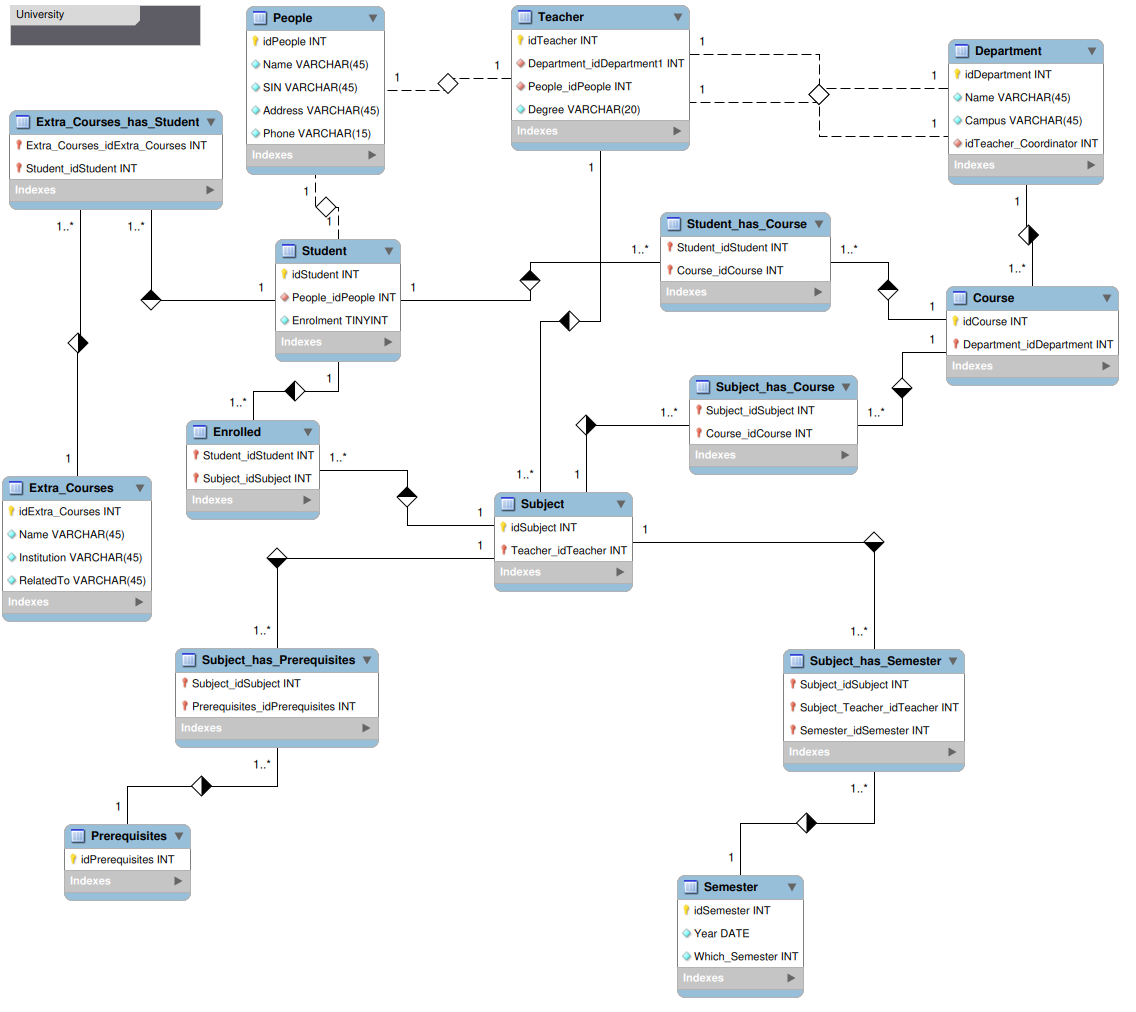 University
People
idPeople INT
Name VARCHAR(45)
SIN VARCHAR(45)
Address VARCHAR(45)
Phone VARCHAR(15)
Indexes
1
1
Teacher
idTeacher INT
Department_idDepartment1 INT
People_idPeople INT
Degree VARCHAR(20)
Indexes
1
1
1
1
Department
idDepartment INT
Name VARCHAR(45)
Campus VARCHAR(45)
idTeacher_Coordinator INT
Indexes
Extra_Courses_has_Student
Extra_Courses_idExtra_Courses INT
Student_idStudent INT
Indexes
1..*
1..*
1
1
1
1
1..*
Student
idStudent INT
People_idPeople INT
Enrolment TINYINT
Indexes
1
1
1..*
Student_has_Course
Student_idStudent INT
Course_idCourse INT
Indexes
1..*
1
Course
idCourse INT
Department_idDepartment INT
Indexes
1
1
1..*
Subject_has_Course
Subject_idSubject INT
Course_idCourse INT
Indexes
1..*
1..*
Enrolled
Student_idStudent INT
Subject_idSubject INT
Indexes
1..*
1
Extra_Courses
idExtra_Courses INT
Name VARCHAR(45)
Institution VARCHAR(45)
RelatedTo VARCHAR(45)
Indexes
1..*
1
1
1
Subject
idSubject INT
Teacher_idTeacher INT
Indexes
1
1..*
1..*
Subject_has_Prerequisites
Subject_idSubject INT
Prerequisites_idPrerequisites INT
Indexes
1..*
1
Prerequisites
idPrerequisites INT
Indexes
Subject_has_Semester
Subject_idSubject INT
Subject_Teacher_idTeacher INT
Semester_idSemester INT
Indexes
1..*
1
Semester
idSemester INT
Year DATE
Which_Semester INT
Indexes